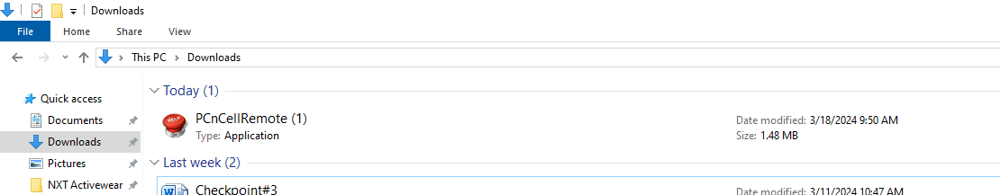 Downloads
File Home Share View
This PC > Downloads
Today (1)
Quick access
Documents
Downloads
Pictures
NXT Activewear
HELP
PCnCellRemote (1)
Type: Application
Date modified: 3/18/2024 9:50 AM
Size: 1.48 MB
Last week (2)
Checkpoint#3
Date modified: 3/11/2024 10:47 AM